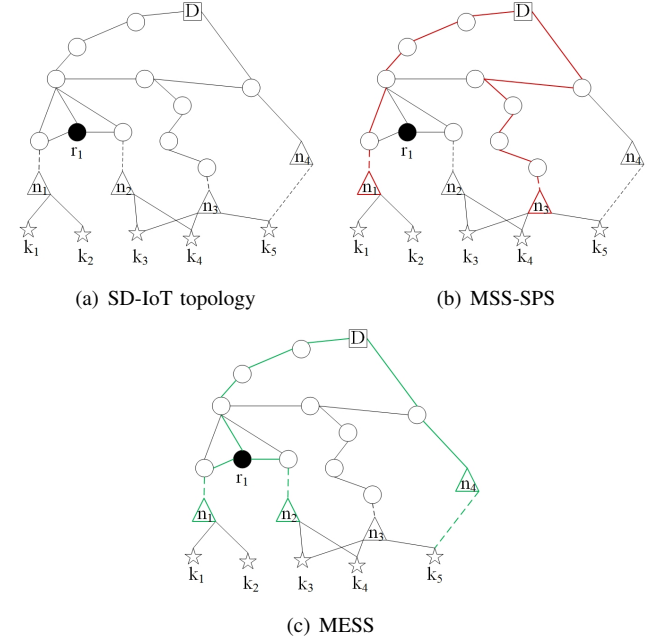 D
D
r₁
n₄
r₁
n₄
n₁
n₂
n₃
n₁
n₂
n₃
k₁
k₂
k₃
k₄
k₅
k₁
k₂
k₃
k₄
k₅
(a) SD-IoT topology
(b) MSS-SPS
D
r₁
n₄
n₁
n₂
n₃
k₁
k₂
k₃
k₄
k₅
(c) MESS